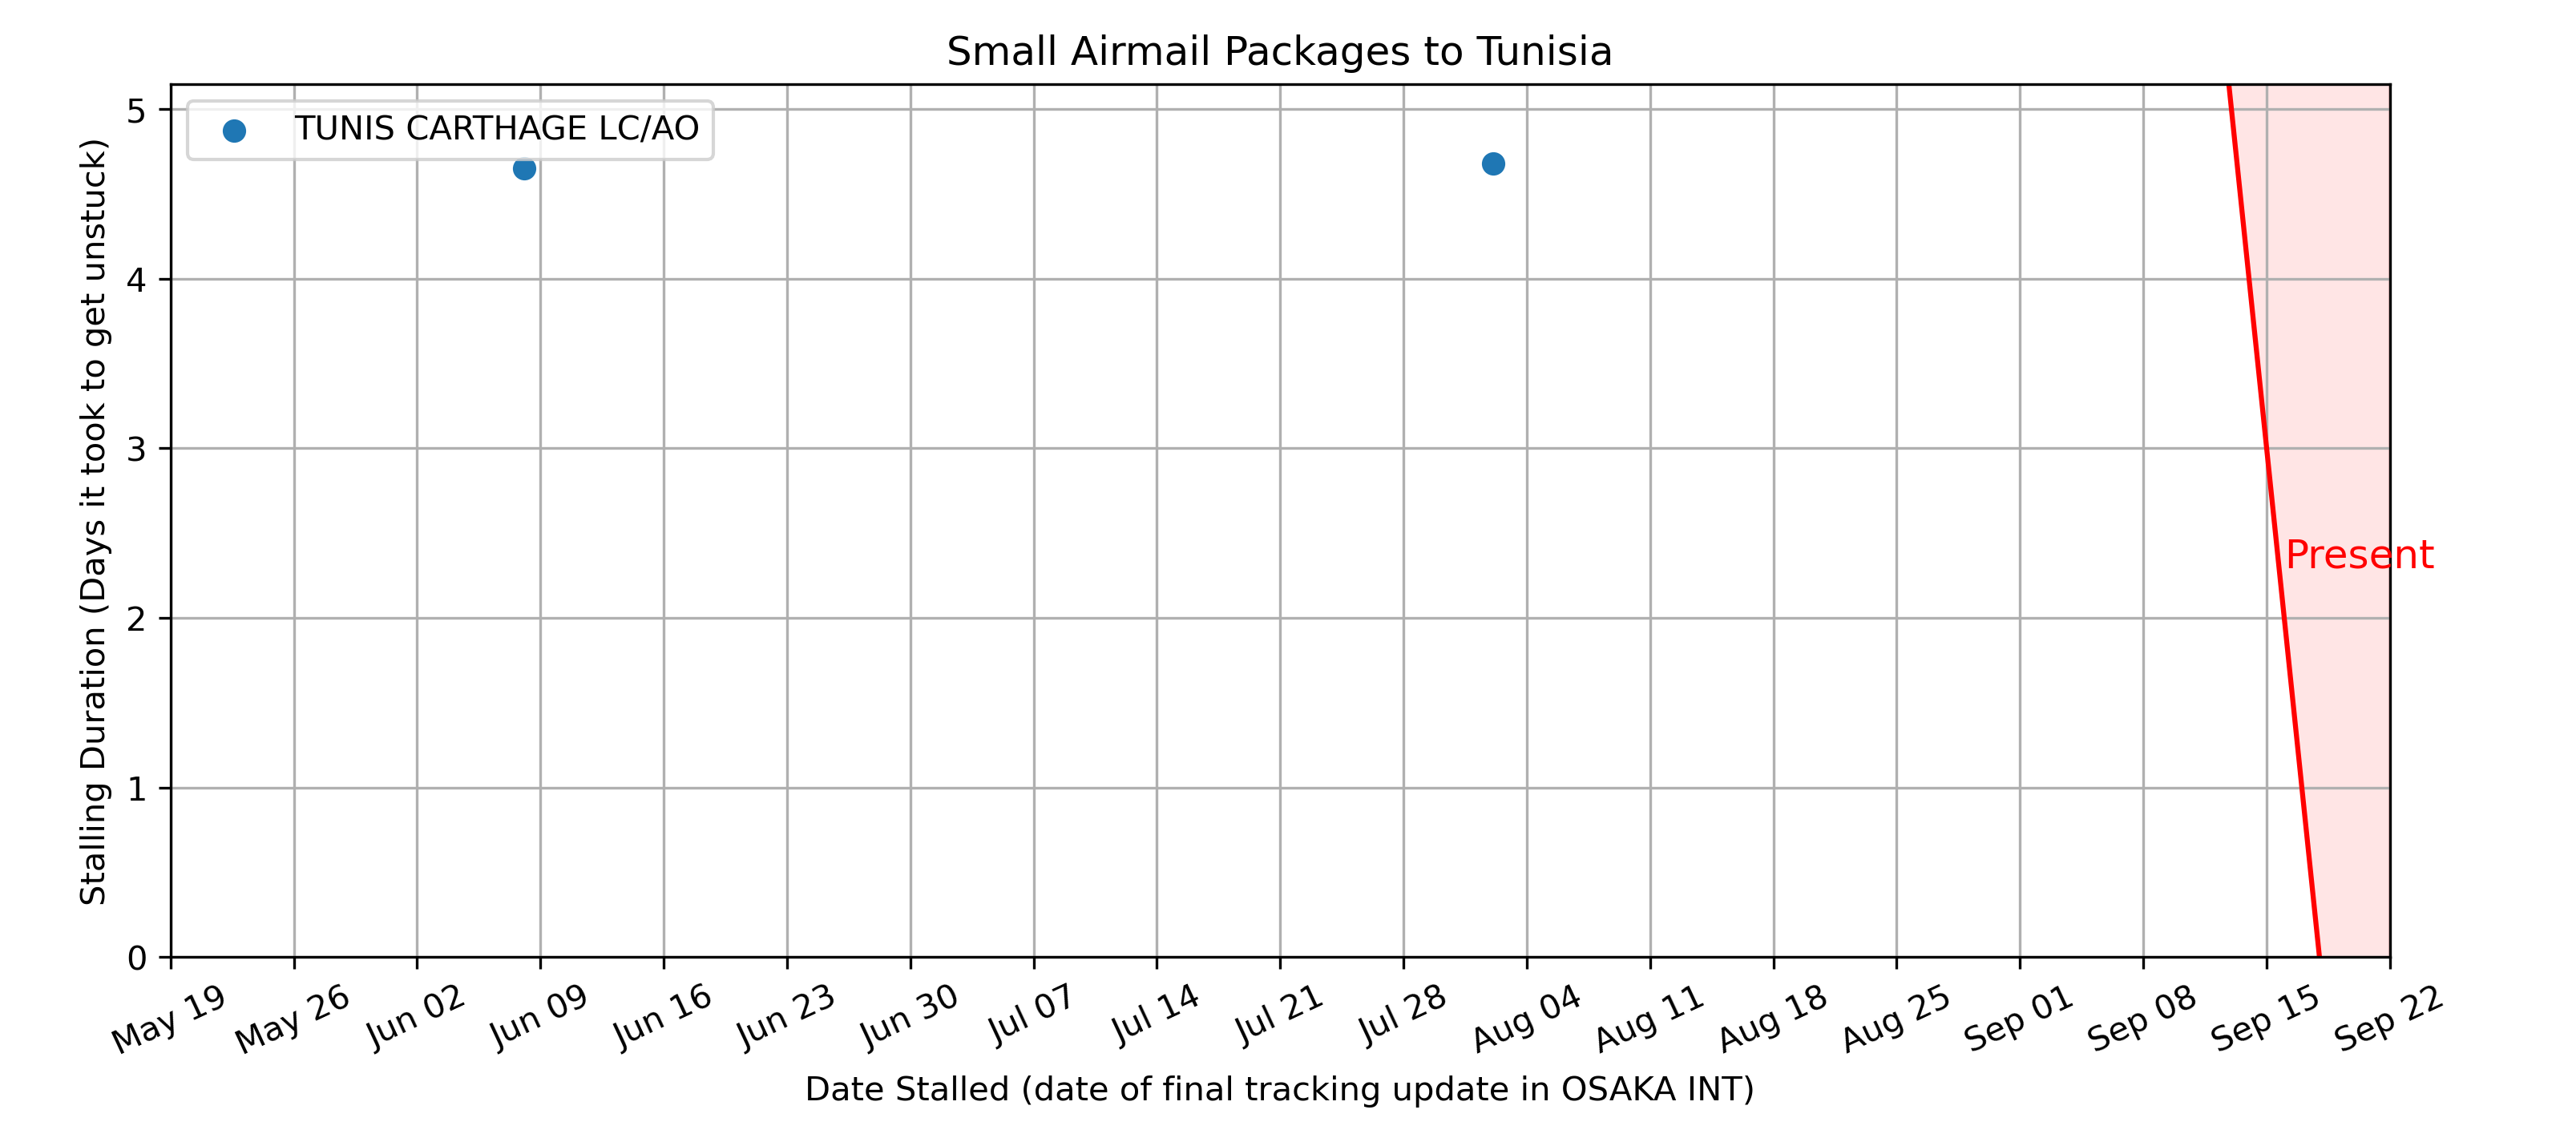 Small Airmail Packages to Tunisia
TUNIS CARTHAGE LC/AO
Stalling Duration (Days it took to get unstuck)
5
4
3
2
1
0
Present
May 19
May 26
Jun 02
Jun 09
Jun 16
Jun 23
Jun 30
Jul 07
Jul 14
Jul 21
Jul 28
Aug 04
Aug 11
Aug 18
Aug 25
Sep 01
Sep 08
Sep 15
Sep 22
Date Stalled (date of final tracking update in OSAKA INT)